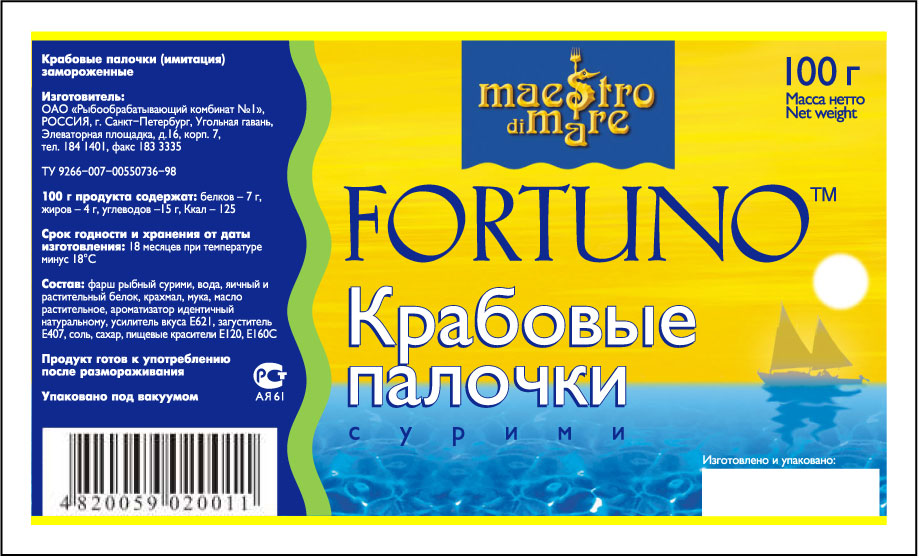 Крабовые палочки (имитация)
замороженные
Изготовитель:
ОАО «Рыбообрабатывающий комбинат №1»,
РОССИЯ, г. Санкт–Петербург, Угольная гавань,
Элеваторная площадка, д.16, корп. 7,
тел. 184 1401, факс 183 3335
ТУ 9266–007–00550736–98
100 г продукта содержат: белков – 7 г,
жиров – 4 г, углеводов –15 г, Ккал – 125
Срок годности и хранения от даты
изготовления: 18 месяцев при температуре
минус 18°С
Состав: фарш рыбный сурими, вода, яичный и
растительный белок, крахмал, мука, масло
растительное, ароматизатор идентичный
натуральному, усилитель вкуса Е621, загуститель
Е407, соль, сахар, пищевые красители Е120, Е160С
Продукт готов к употреблению
после размораживания
Упаковано под вакуумом
РСТ
АЯ61
4 820059 020011
maestro
di mare
100 г
Масса нетто
Net weight
FORTUNO™
Крабовые
палочки
сурими
Изготовлено и упаковано: